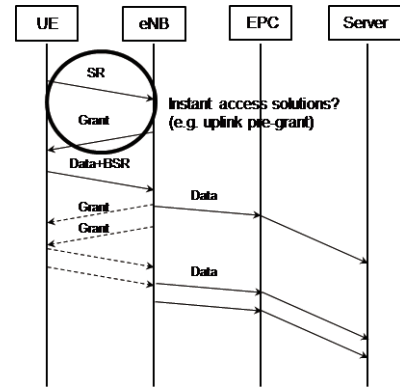 UE eNB EPC Server
SR
Instant access solutions?
(e.g. uplink pre-grant)
Grant
Data+BSR
Data
Grant
Grant
Data